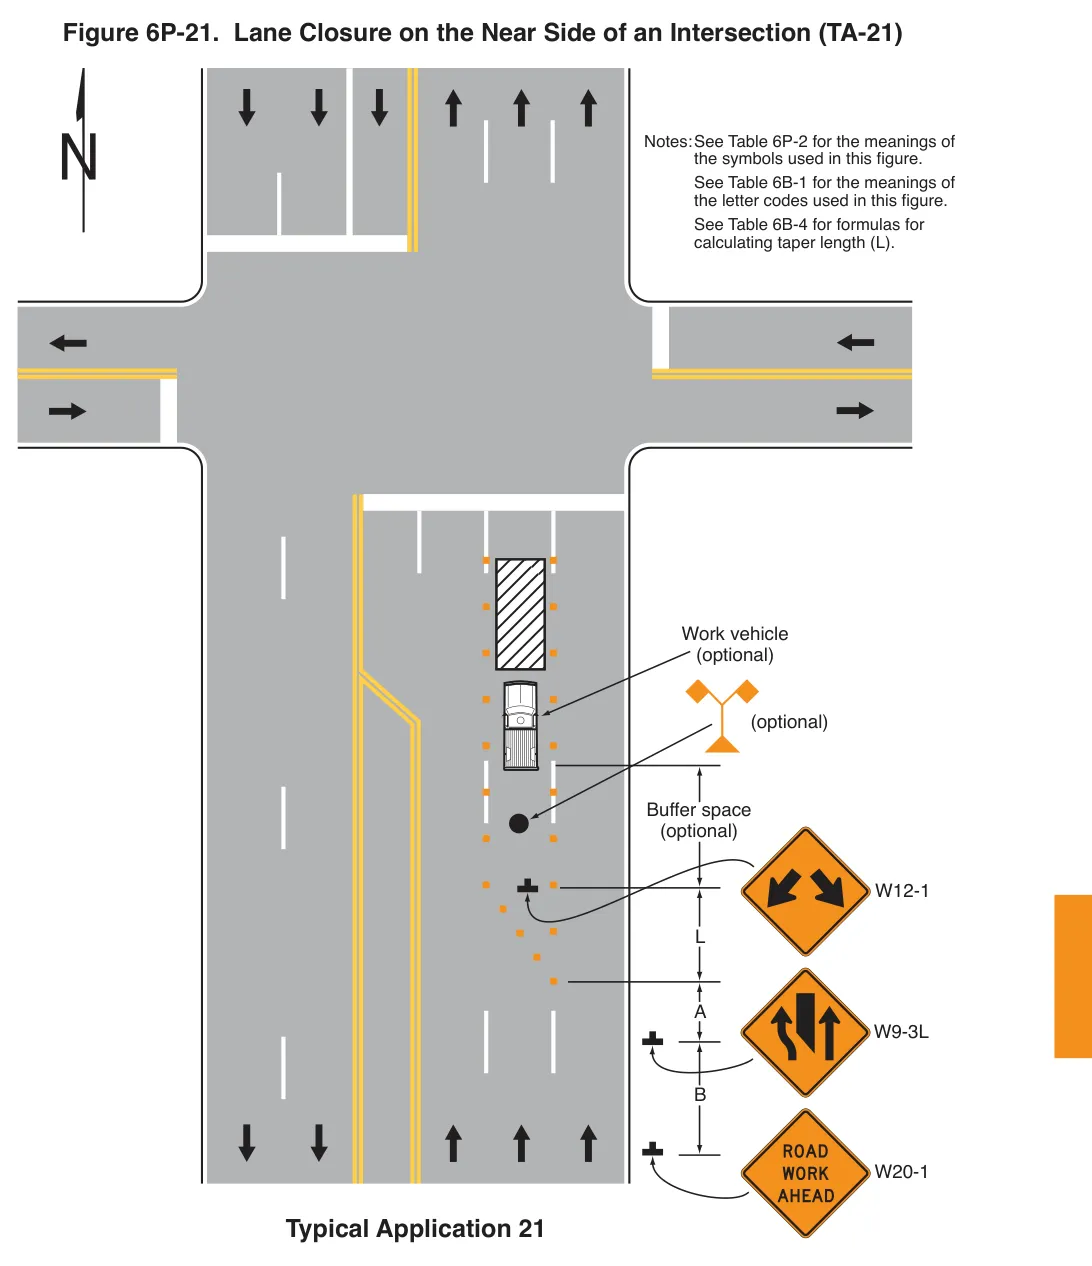 Figure 6P-21. Lane Closure on the Near Side of an Intersection (TA-21)
N
Notes: See Table 6P-2 for the meanings of
the symbols used in this figure.
See Table 6B-1 for the meanings of
the letter codes used in this figure.
See Table 6B-4 for formulas for
calculating taper length (L).
Work vehicle
(optional)
(optional)
Buffer space
(optional)
W12-1
L
A
W9-3L
B
ROAD
WORK
AHEAD
W20-1
Typical Application 21